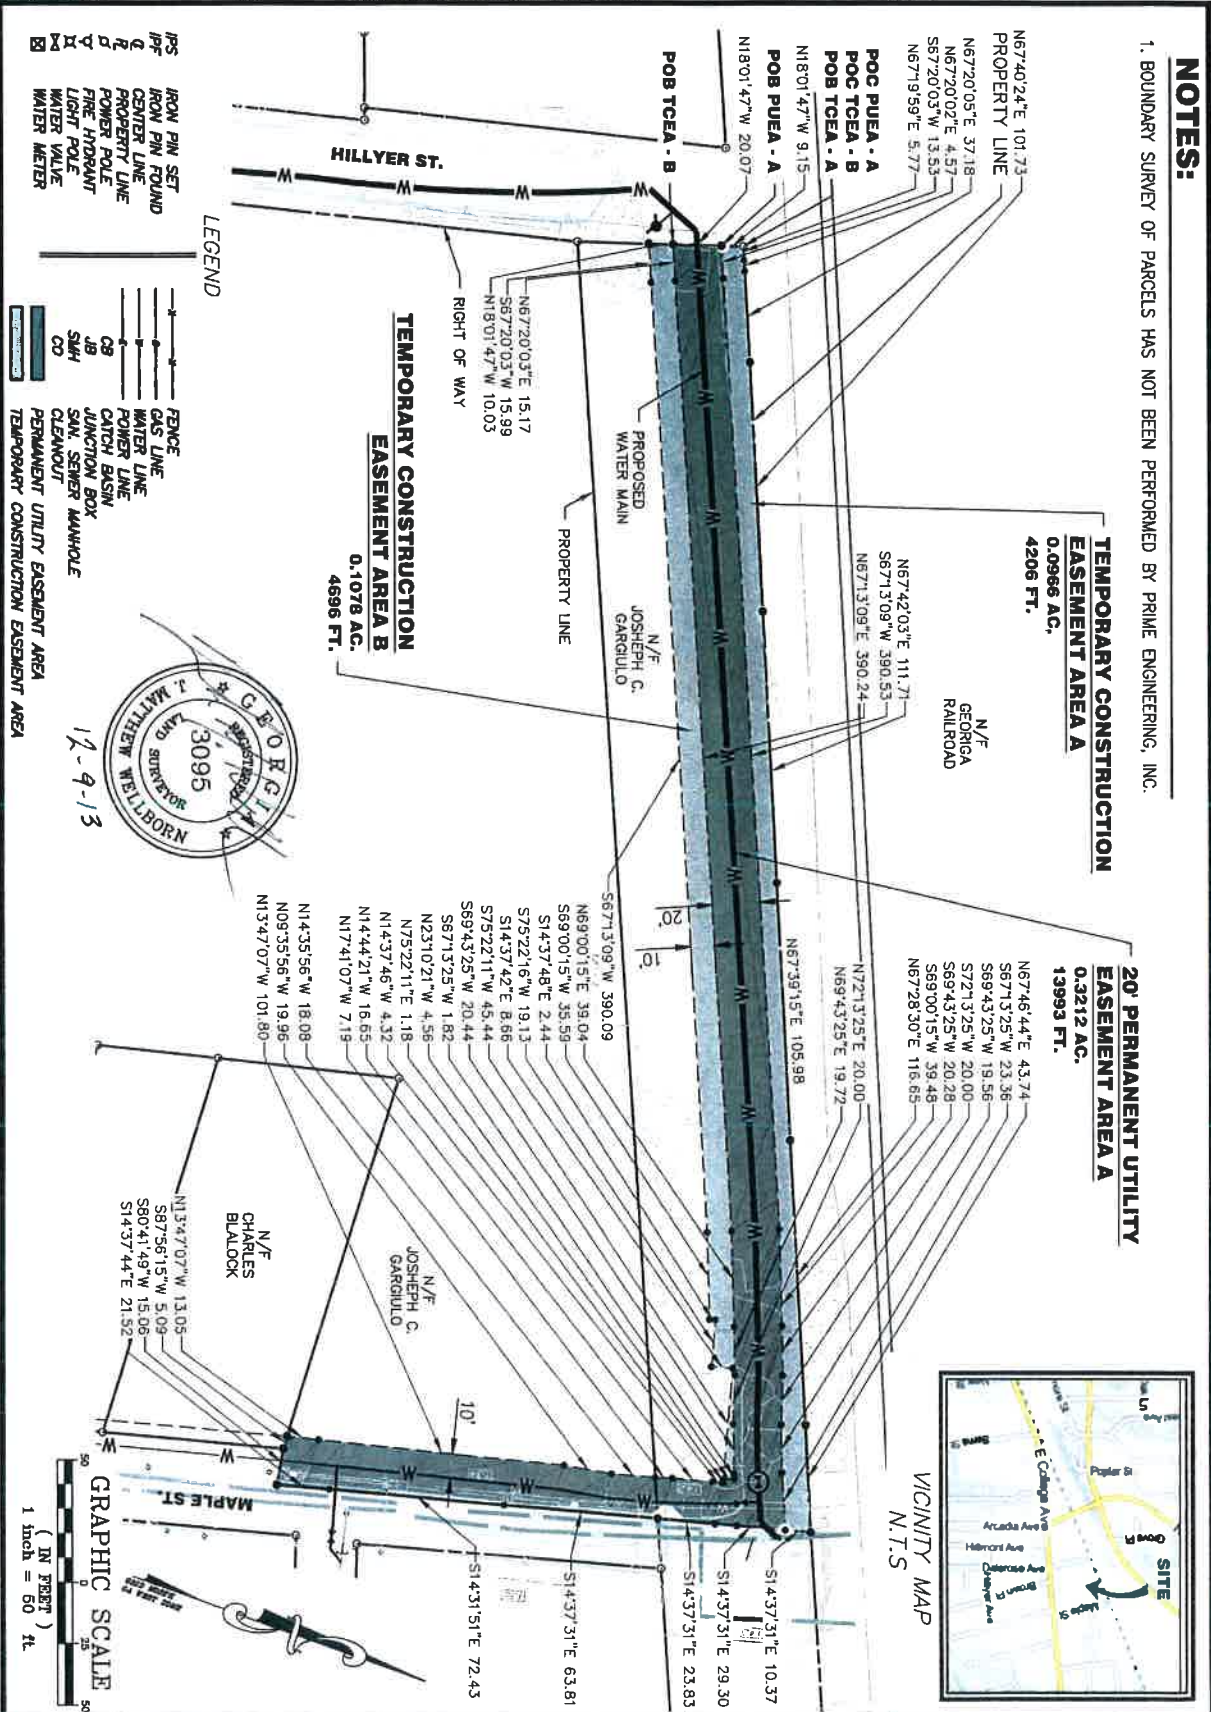 NOTES:
1. BOUNDARY SURVEY OF PARCELS HAS NOT BEEN PERFORMED BY PRIME ENGINEERING, INC.
N67°40'24"E 101.73
PROPERTY LINE
N67°20'05"E 37.18
N67°20'02"E 4.57
S67°20'03"W 13.53
N67°19'59"E 5.77
POC PUEA - A
POC TCEA - B
POB TCEA - A
N18°01'47"W 9.15
POB PUEA - A
N18°01'47"W 20.07
POB TCEA - B
HILLYER ST.
TEMPORARY CONSTRUCTION
EASEMENT AREA A
0.0966 AC.
4206 FT.
N/F
GEORIGA
RAILROAD
20' PERMANENT UTILITY
EASEMENT AREA A
0.3212 AC.
13993 FT.
N67°46'44"E 43.74
S67°13'25"W 23.36
S69°43'25"W 19.56
S72°13'25"W 20.00
S69°43'25"W 20.28
S69°00'15"W 39.48
N67°28'30"E 116.65
N72°13'25"E 20.00
N69°43'25"E 19.72
N67°39'15"E 105.98
N67°42'03"E 111.71
S67°13'09"W 390.53
N67°13'09"E 390.24
20'
10'
N67°20'03"E 15.17
S67°20'03"W 15.99
N18°01'47"W 10.03
RIGHT OF WAY
PROPOSED
WATER MAIN
PROPERTY LINE
N/F
JOSHEPH C.
GARGIULO
TEMPORARY CONSTRUCTION
EASEMENT AREA B
0.1078 AC.
4696 FT.
S67°13'09"W 390.09
N69°00'15"E 39.04
S69°00'15"W 35.59
S14°37'48"E 2.44
S75°22'16"W 19.13
S14°37'42"E 8.66
S75°22'11"W 45.44
S69°43'25"W 20.44
S67°13'25"W 1.82
N23°10'21"W 4.56
N75°22'11"E 1.18
N14°37'46"W 4.32
N14°44'21"W 16.65
N17°41'07"W 7.19
N14°35'56"W 18.08
N09°35'56"W 19.96
N13°47'07"W 101.80
N/F
JOSHEPH C.
GARGIULO
N/F
CHARLES
BLALOCK
N13°47'07"W 13.05
S87°56'15"W 5.09
S80°41'49"W 15.06
S14°37'44"E 21.52
10'
MAPLE ST.
S14°37'31"E 10.37
S14°37'31"E 29.30
S14°37'31"E 23.83
S14°37'31"E 63.81
S14°31'51"E 72.43
SITE
E College Ave
Poplar St
Arcadia Ave
Hillmont Ave
Maple St
VICINITY MAP
N.T.S
LEGEND
IPS IRON PIN SET
IPF IRON PIN FOUND
CENTER LINE
PROPERTY LINE
POWER POLE
FIRE HYDRANT
LIGHT POLE
WATER VALVE
WATER METER
FENCE
GAS LINE
WATER LINE
POWER LINE
CB CATCH BASIN
JB JUNCTION BOX
SMH SAN. SEWER MANHOLE
CO CLEANOUT
PERMANENT UTILITY EASEMENT AREA
TEMPORARY CONSTRUCTION EASEMENT AREA
GEORGIA
REGISTERED
3095
LAND SURVEYOR
J. MATTHEW WELLBORN
12-9-13
GRAPHIC SCALE
50 0 25 50
( IN FEET )
1 inch = 50 ft.